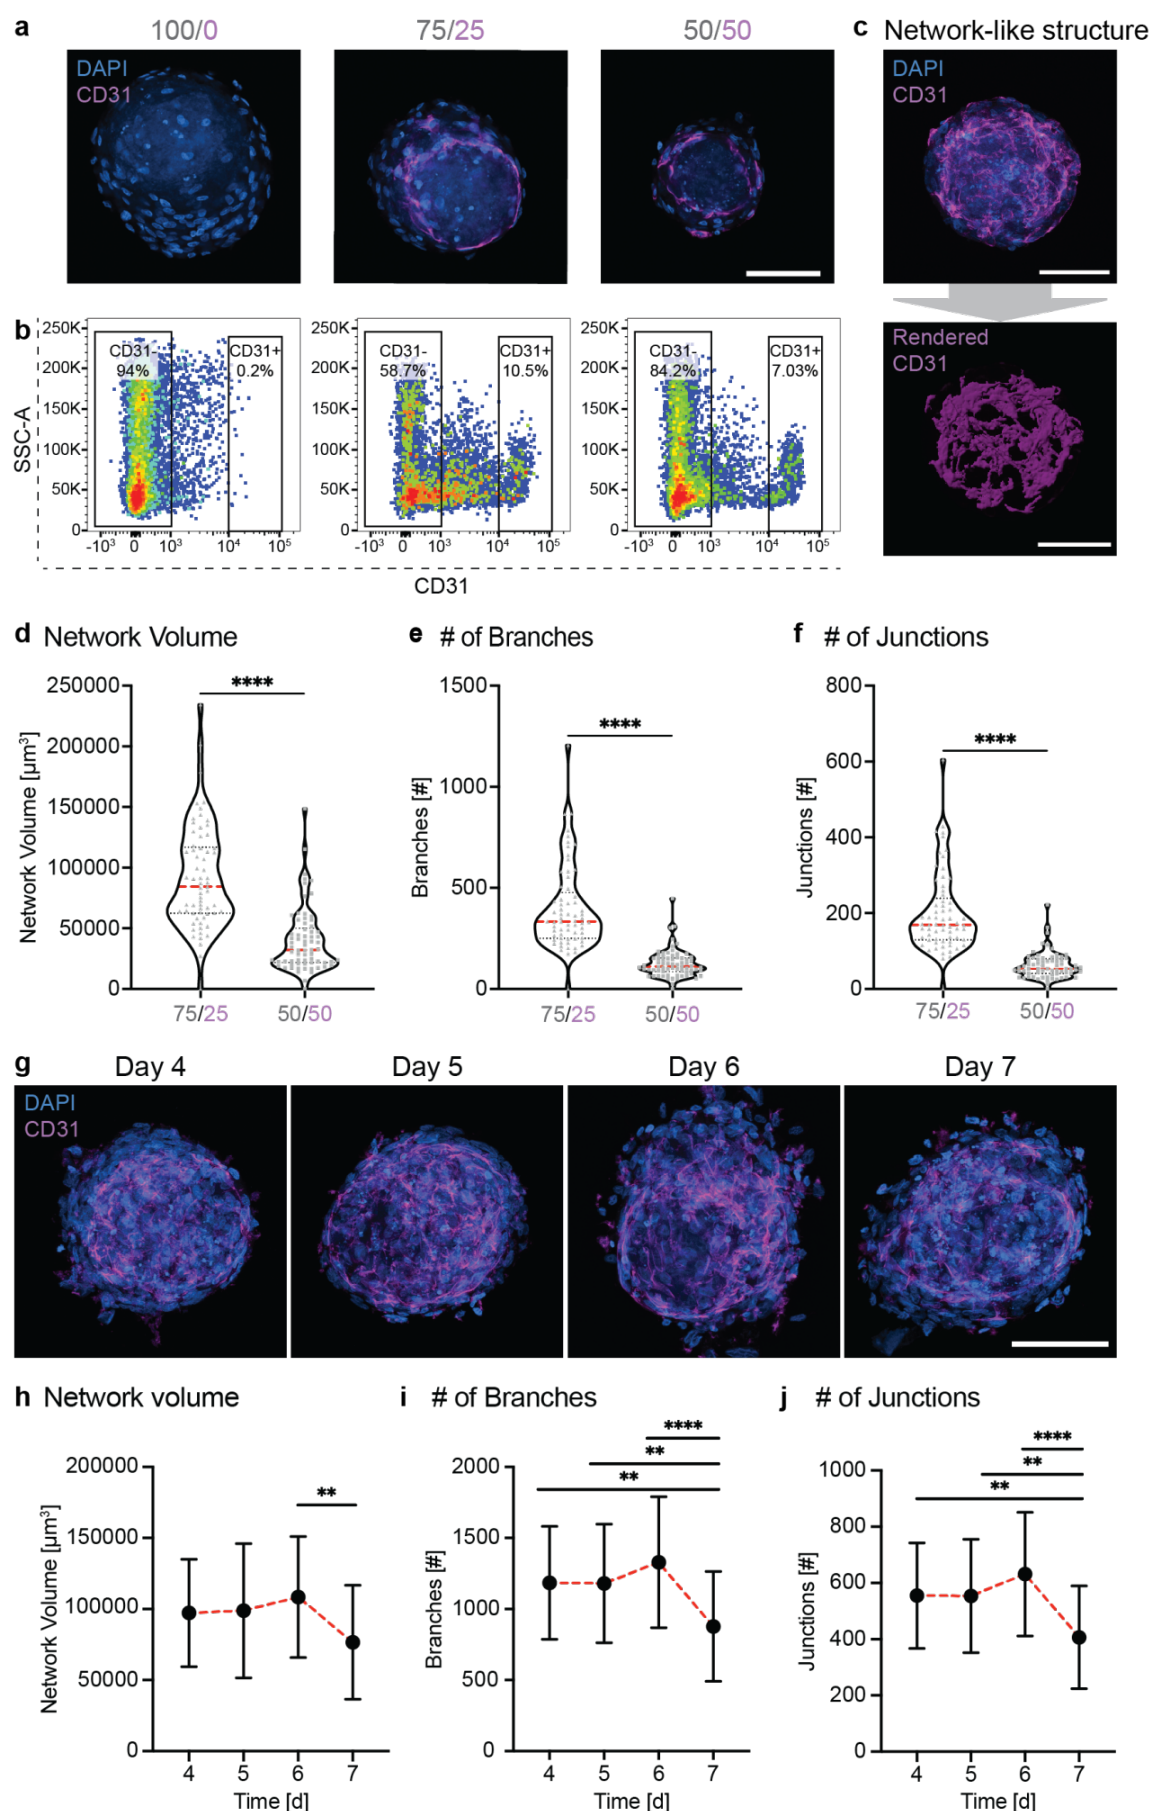 a
100/0
75/25
50/50
c Network-like structure
DAPI
CD31
DAPI
CD31
Rendered
CD31
b
SSC-A
250K
200K
150K
100K
50K
0
CD31-
94%
CD31+
0.2%
-10³ 0 10³ 10⁴ 10⁵
250K
200K
150K
100K
50K
0
CD31-
58.7%
CD31+
10.5%
-10³ 0 10³ 10⁴ 10⁵
250K
200K
150K
100K
50K
0
CD31-
84.2%
CD31+
7.03%
-10³ 0 10³ 10⁴ 10⁵
CD31
d Network Volume
Network Volume [µm³]
250000
200000
150000
100000
50000
0
****
75/25 50/50
e # of Branches
Branches [#]
1500
1000
500
0
****
75/25 50/50
f # of Junctions
Junctions [#]
800
600
400
200
0
****
75/25 50/50
g
Day 4
Day 5
Day 6
Day 7
DAPI
CD31
h Network volume
Network Volume [µm³]
200000
150000
100000
50000
0
**
4 5 6 7
Time [d]
i # of Branches
Branches [#]
****
**
**
2000
1500
1000
500
0
4 5 6 7
Time [d]
j # of Junctions
Junctions [#]
****
**
**
1000
800
600
400
200
0
4 5 6 7
Time [d]